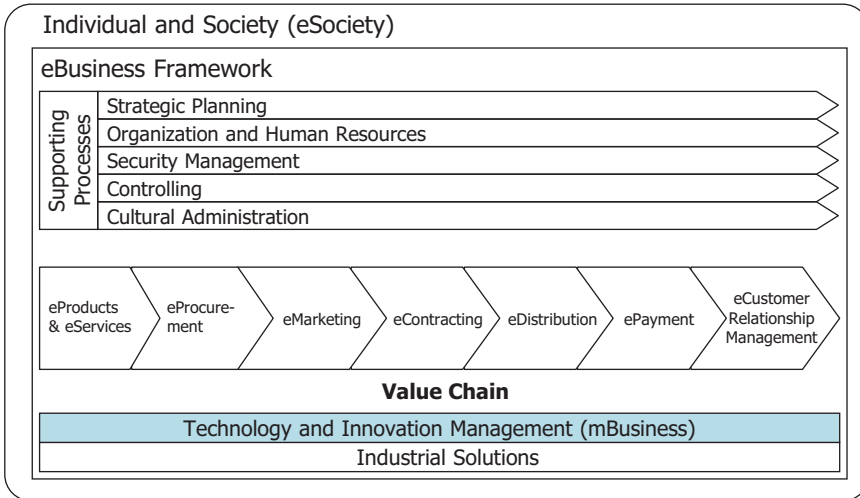 Individual and Society (eSociety)
eBusiness Framework
Supporting
Processes
Strategic Planning
Organization and Human Resources
Security Management
Controlling
Cultural Administration
eProducts
& eServices
eProcure-
ment
eMarketing
eContracting
eDistribution
ePayment
eCustomer
Relationship
Management
Value Chain
Technology and Innovation Management (mBusiness)
Industrial Solutions